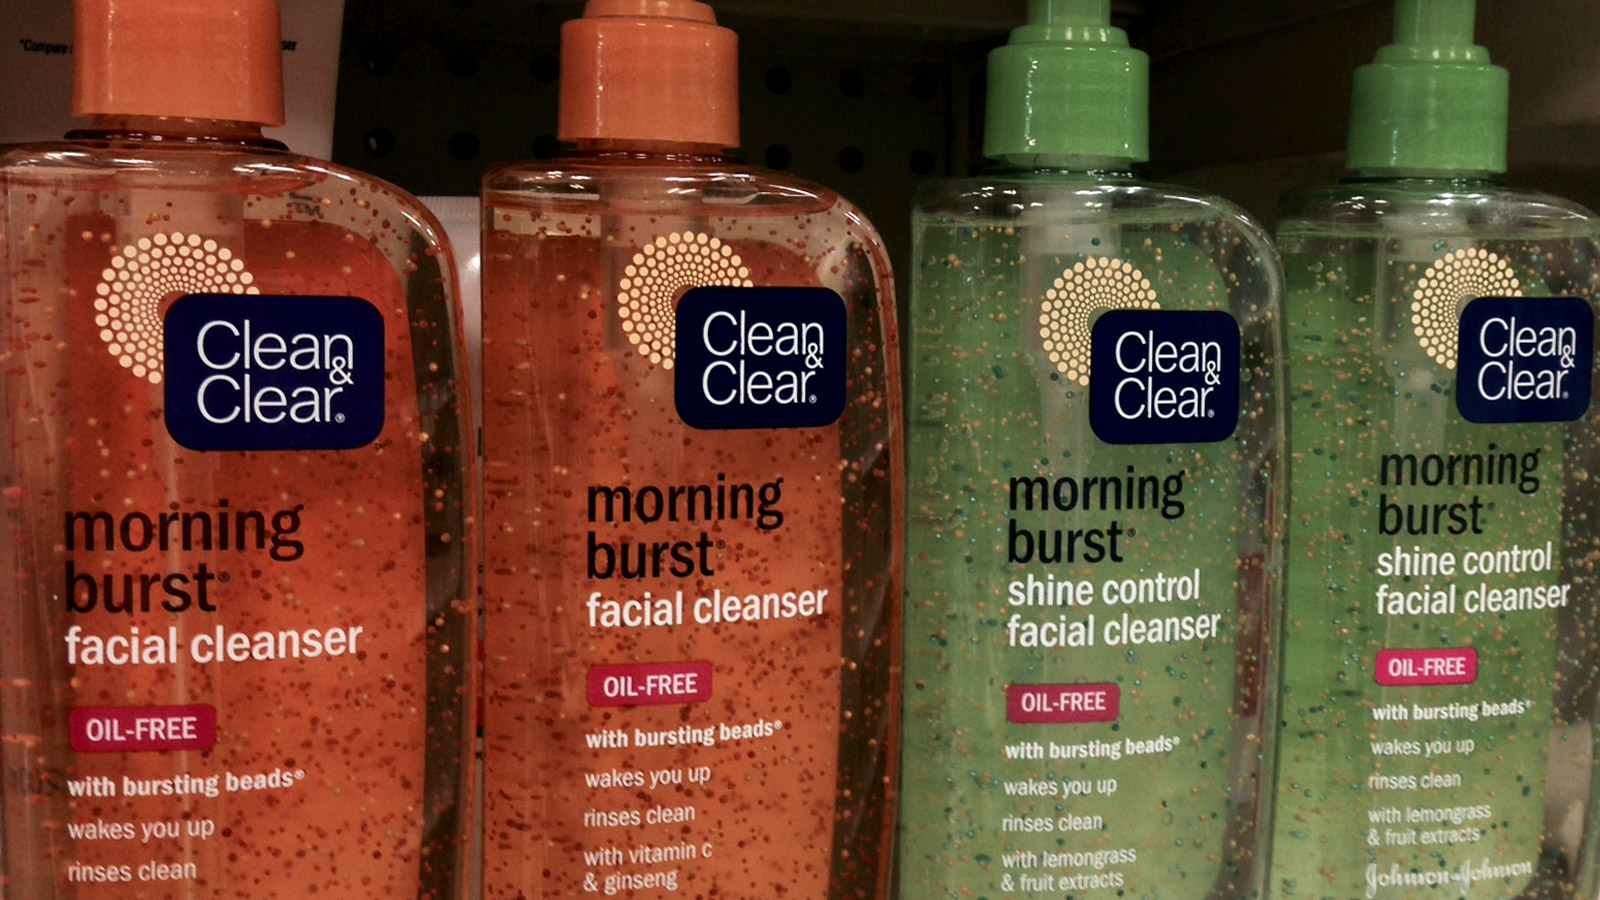 *Compare
Clean
&
Clear®
morning
burst®
facial cleanser
OIL-FREE
with bursting beads®
wakes you up
rinses clean
Clean
&
Clear®
morning
burst®
facial cleanser
OIL-FREE
with bursting beads®
wakes you up
rinses clean
with vitamin c
& ginseng
Clean
&
Clear®
morning
burst®
shine control
facial cleanser
OIL-FREE
with bursting beads®
wakes you up
rinses clean
with lemongrass
& fruit extracts
Clean
&
Clear®
morning
burst®
shine control
facial cleanser
OIL-FREE
with bursting beads®
wakes you up
rinses clean
with lemongrass
& fruit extracts
Johnson & Johnson